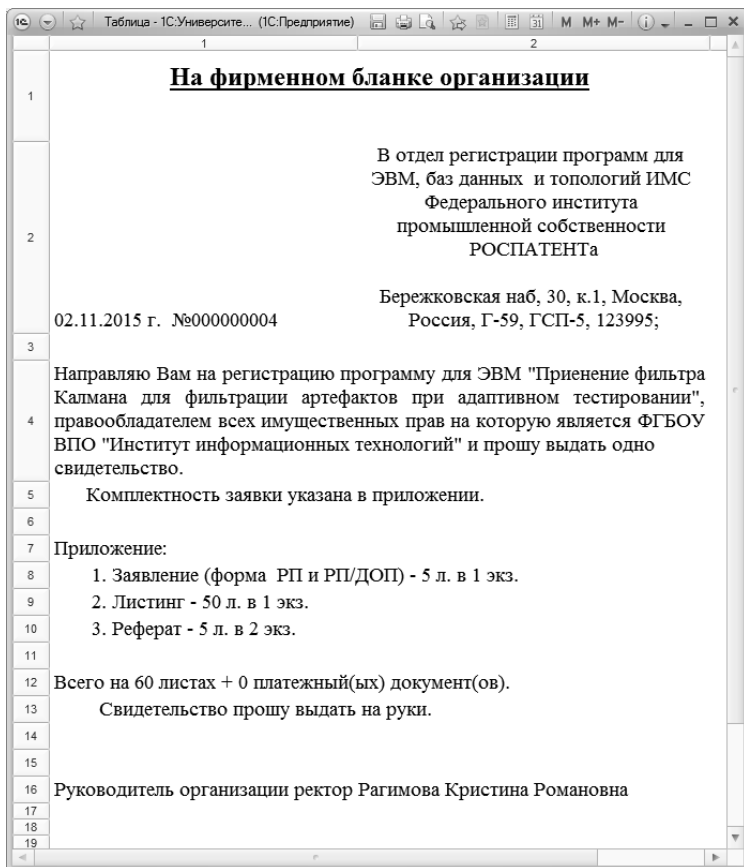 Таблица - 1С:Университе... (1С:Предприятие) 31 M M+ M-
1 2
1 На фирменном бланке организации
В отдел регистрации программ для
ЭВМ, баз данных и топологий ИМС
Федерального института
2 промышленной собственности
РОСПАТЕНТа
Бережковская наб, 30, к.1, Москва,
02.11.2015 г. №000000004 Россия, Г-59, ГСП-5, 123995;
3
Направляю Вам на регистрацию программу для ЭВМ "Приенение фильтра
Калмана для фильтрации артефактов при адаптивном тестировании",
4 правообладателем всех имущественных прав на которую является ФГБОУ
ВПО "Институт информационных технологий" и прошу выдать одно
свидетельство.
5 Комплектность заявки указана в приложении.
6
7 Приложение:
8 1. Заявление (форма РП и РП/ДОП) - 5 л. в 1 экз.
9 2. Листинг - 50 л. в 1 экз.
10 3. Реферат - 5 л. в 2 экз.
11
12 Всего на 60 листах + 0 платежный(ых) документ(ов).
13 Свидетельство прошу выдать на руки.
14
15
16 Руководитель организации ректор Рагимова Кристина Романовна
17
18
19